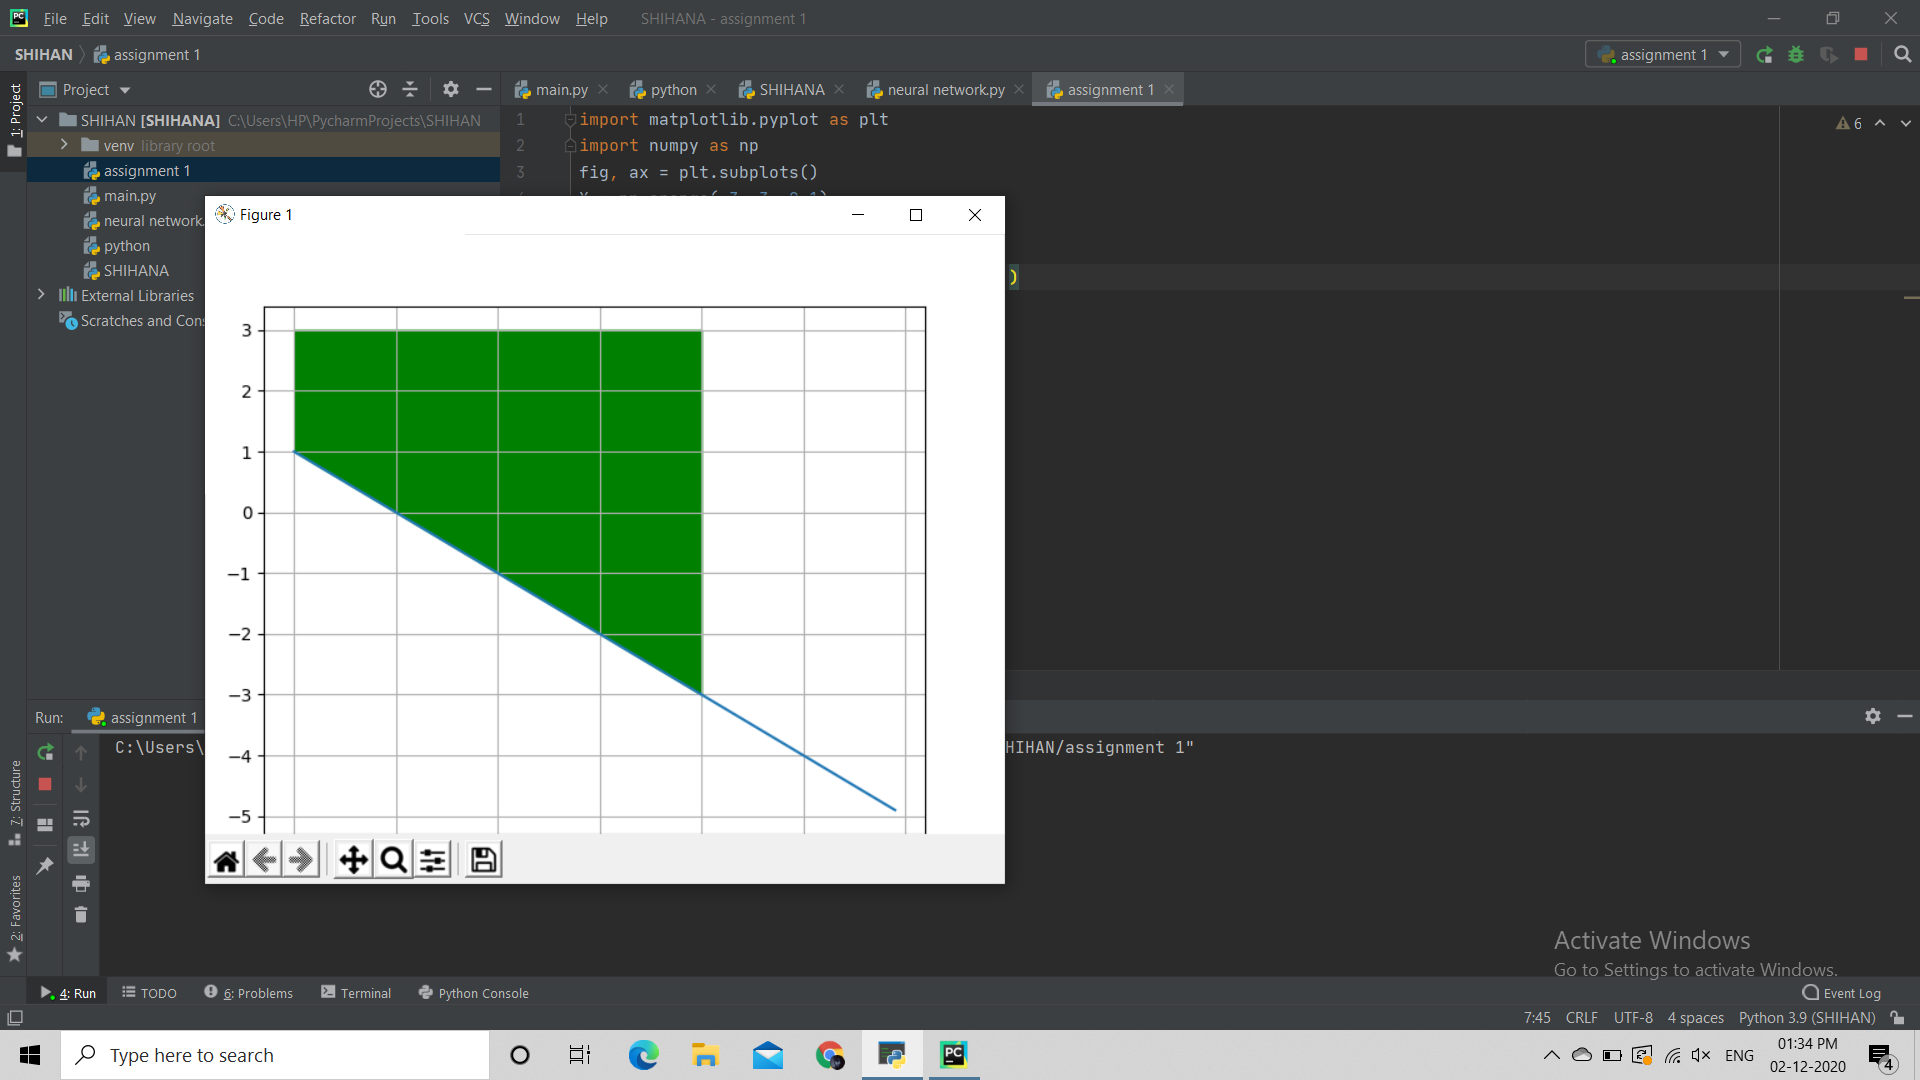 File Edit View Navigate Code Refactor Run Tools VCS Window Help SHIHANA - assignment 1
SHIHAN assignment 1 assignment 1
1: Project
Project main.py python SHIHANA neural network.py assignment 1
SHIHAN [SHIHANA] C:\Users\HP\PycharmProjects\SHIHAN
venv library root
assignment 1
main.py
neural network.
python
SHIHANA
External Libraries
Scratches and Cons
1 import matplotlib.pyplot as plt
2 import numpy as np
3 fig, ax = plt.subplots()
6
)
Figure 1
3
2
1
0
−1
−2
−3
−4
−5
Run: assignment 1
C:\Users\ HIHAN/assignment 1"
7: Structure
2: Favorites
Activate Windows
Go to Settings to activate Windows.
4: Run TODO 6: Problems Terminal Python Console Event Log
7:45 CRLF UTF-8 4 spaces Python 3.9 (SHIHAN)
Type here to search
ENG
01:34 PM
02-12-2020
4